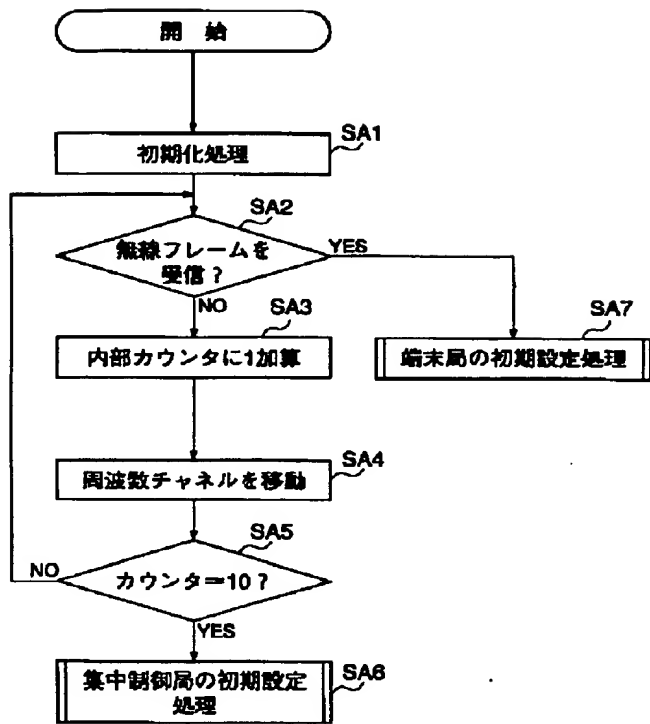 開 始
SA1
初期化処理
SA2
無線フレームを
受信?
YES
NO
SA3
内部カウンタに1加算
SA7
端末局の初期設定処理
SA4
周波数チャネルを移動
SA5
NO
カウンタ=10?
YES
集中制御局の初期設定
処理
SA6